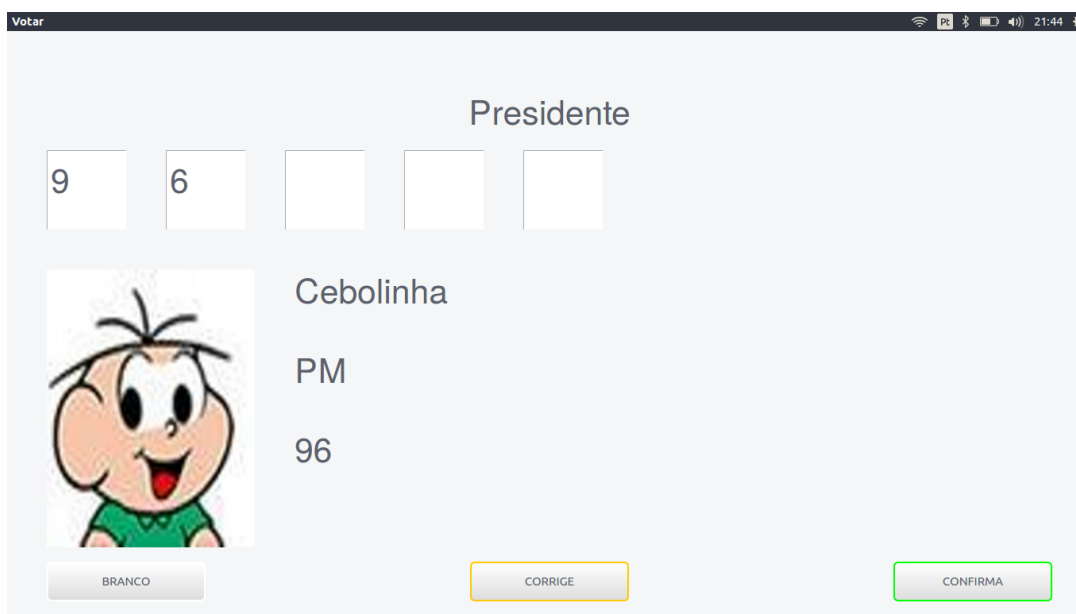 Votar Pt 21:44
Presidente
9 6
Cebolinha
PM
96
BRANCO CORRIGE CONFIRMA